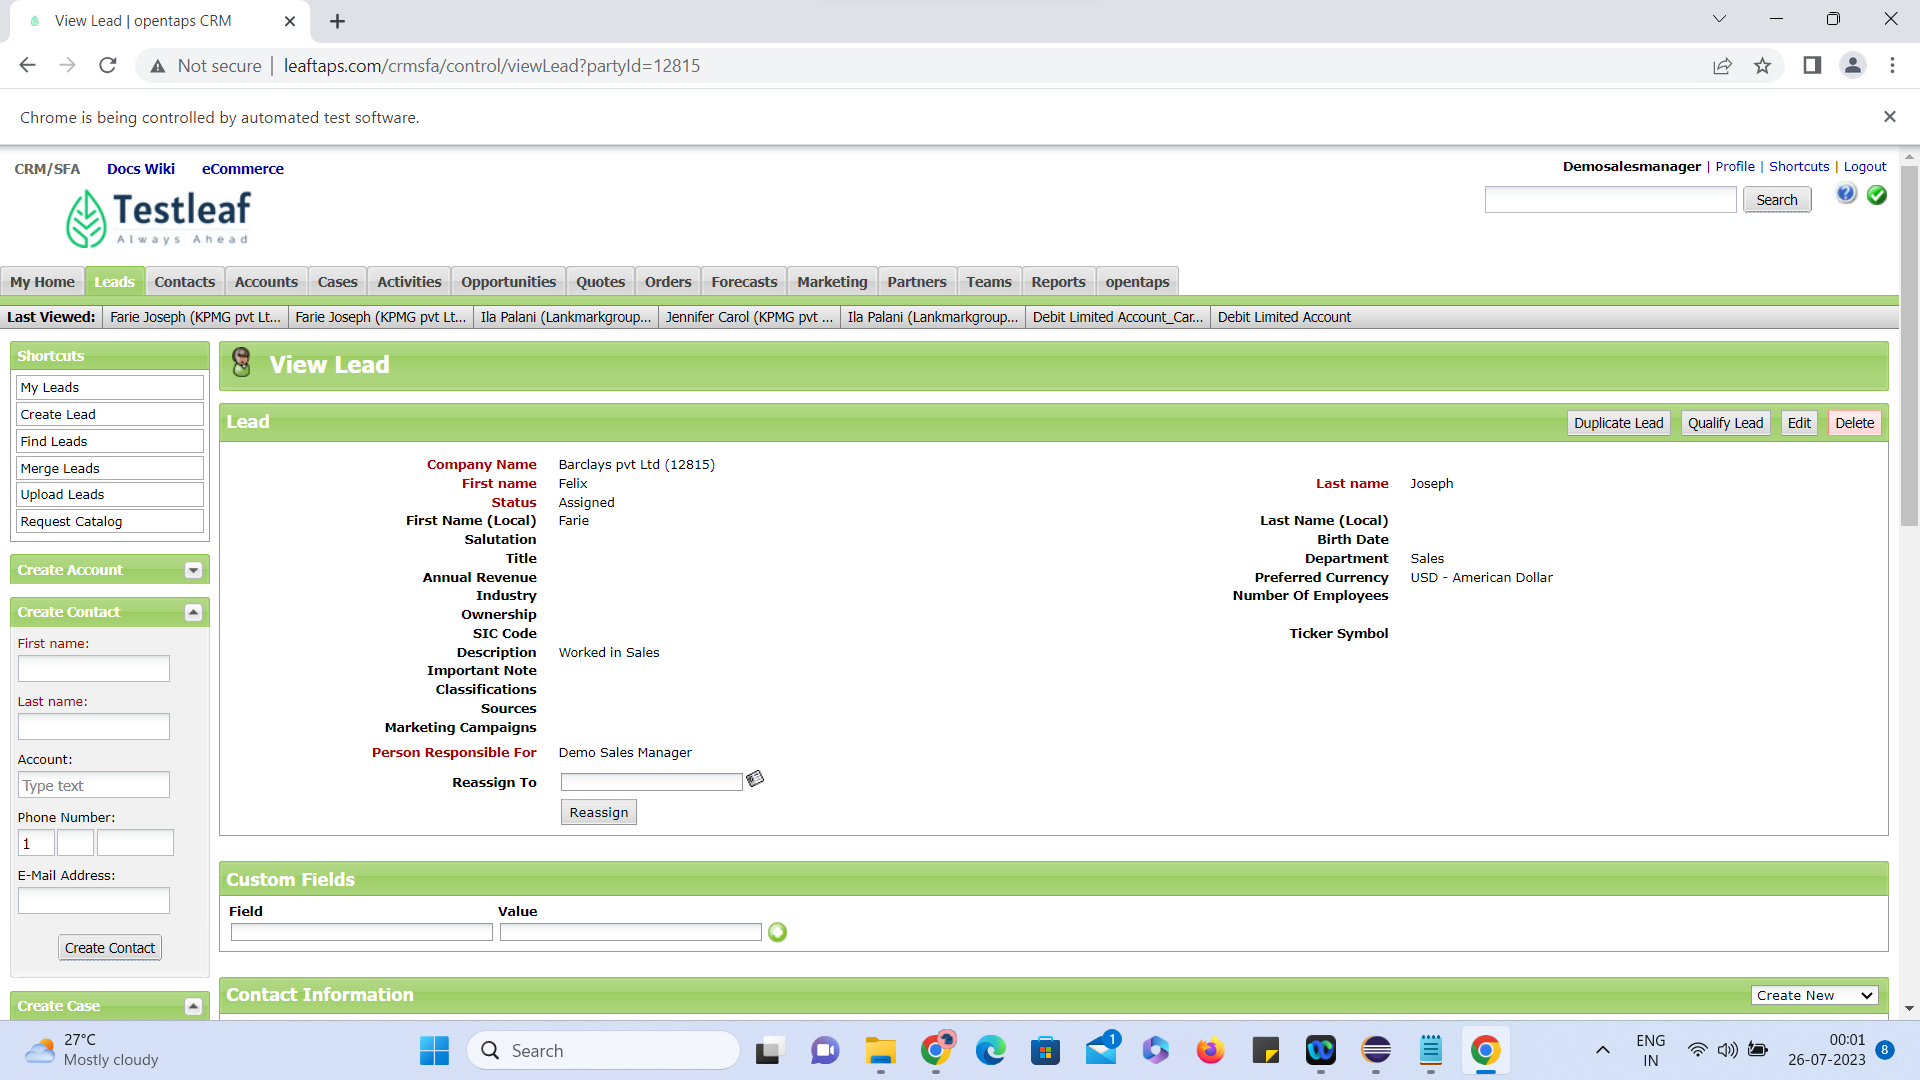 View Lead | opentaps CRM
Not secure | leaftaps.com/crmsfa/control/viewLead?partyId=12815
Chrome is being controlled by automated test software.
CRM/SFA Docs Wiki eCommerce
Demosalesmanager | Profile | Shortcuts | Logout
Testleaf
Always Ahead
Search
My Home Leads Contacts Accounts Cases Activities Opportunities Quotes Orders Forecasts Marketing Partners Teams Reports opentaps
Last Viewed: Farie Joseph (KPMG pvt Lt... Farie Joseph (KPMG pvt Lt... Ila Palani (Lankmarkgroup... Jennifer Carol (KPMG pvt ... Ila Palani (Lankmarkgroup... Debit Limited Account_Car... Debit Limited Account
Shortcuts
My Leads
Create Lead
Find Leads
Merge Leads
Upload Leads
Request Catalog
Create Account
Create Contact
First name:
Last name:
Account:
Type text
Phone Number:
1
E-Mail Address:
Create Contact
Create Case
View Lead
Lead
Duplicate Lead Qualify Lead Edit Delete
Company Name Barclays pvt Ltd (12815)
First name Felix Last name Joseph
Status Assigned
First Name (Local) Farie Last Name (Local)
Salutation Birth Date
Title Department Sales
Annual Revenue Preferred Currency USD - American Dollar
Industry Number Of Employees
Ownership
SIC Code Ticker Symbol
Description Worked in Sales
Important Note
Classifications
Sources
Marketing Campaigns
Person Responsible For Demo Sales Manager
Reassign To
Reassign
Custom Fields
Field Value
Contact Information
Create New
27°C
Mostly cloudy
Search
1
ENG
IN
00:01
26-07-2023
8